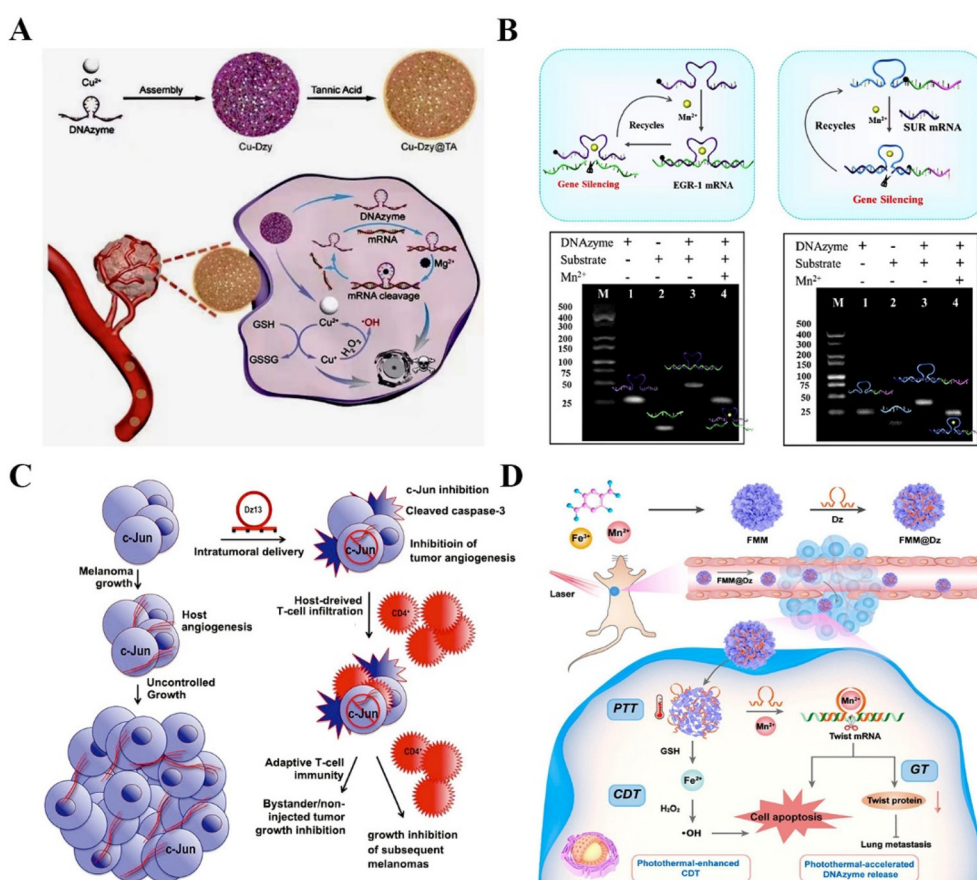 A
Cu²⁺
DNAzyme
Assembly
Cu-Dzy
Tannic Acid
Cu-Dzy@TA
DNAzyme
mRNA
Mg²⁺
mRNA cleavage
Cu²⁺
·OH
GSH
GSSG
Cu⁺
H₂O₂
B
Mn²⁺
Recycles
Gene Silencing
EGR-1 mRNA
Mn²⁺
SUR mRNA
Recycles
Gene Silencing
DNAzyme + - + +
Substrate - + + +
Mn²⁺ +
M 1 2 3 4
500
400
300
200
150
100
75
50
25
DNAzyme + - + +
Substrate - + + +
Mn²⁺ +
M 1 2 3 4
500
400
300
200
150
100
75
50
25
C
c-Jun
Dz13
Intratumoral delivery
c-Jun
c-Jun inhibition
Cleaved caspase-3
Inhibitioin of
tumor angiogenesis
Melanoma
growth
Host
angiogenesis
c-Jun
Uncontrolled
Growth
c-Jun
Host-dreived
T-cell infiltration
CD4⁺
c-Jun
CD4⁺
Adaptive T-cell
immunity
Bystander/non-
injected tumor
growth inhibition
growth inhibition
of subsequent
melanomas
D
Fe³⁺
Mn²⁺
FMM
Dz
FMM@Dz
Laser
FMM@Dz
PTT
Mn²⁺
Mn²⁺
Twist mRNA
GSH
Fe²⁺
CDT
H₂O₂
·OH
Cell apoptosis
GT
Twist protein
Lung metastasis
Photothermal-enhanced
CDT
Photothermal-accelerated
DNAzyme release